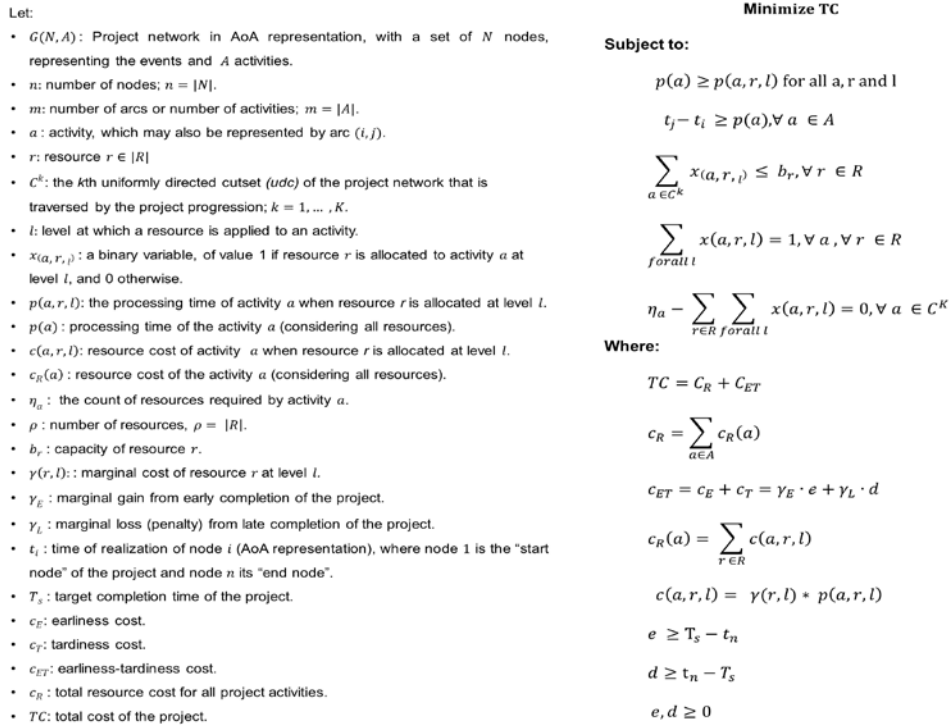 Let:
• G(N, A): Project network in AoA representation, with a set of N nodes,
representing the events and A activities.
• n: number of nodes; n = |N|.
• m: number of arcs or number of activities; m = |A|.
• a : activity, which may also be represented by arc (i, j).
• r: resource r ∈ |R|
• Cᵏ: the kth uniformly directed cutset (udc) of the project network that is
traversed by the project progression; k = 1, ... , K.
• l: level at which a resource is applied to an activity.
• x(a, r, l) : a binary variable, of value 1 if resource r is allocated to activity a at
level l, and 0 otherwise.
• p(a, r, l): the processing time of activity a when resource r is allocated at level l.
• p(a) : processing time of the activity a (considering all resources).
• c(a, r, l): resource cost of activity a when resource r is allocated at level l.
• c_R(a) : resource cost of the activity a (considering all resources).
• η_a : the count of resources required by activity a.
• ρ : number of resources, ρ = |R|.
• b_r : capacity of resource r.
• γ(r, l): : marginal cost of resource r at level l.
• γ_E : marginal gain from early completion of the project.
• γ_L : marginal loss (penalty) from late completion of the project.
• t_i : time of realization of node i (AoA representation), where node 1 is the "start
node" of the project and node n its "end node".
• T_s : target completion time of the project.
• c_E: earliness cost.
• c_T: tardiness cost.
• c_ET: earliness-tardiness cost.
• c_R : total resource cost for all project activities.
• TC: total cost of the project.
Minimize TC
Subject to:
p(a) ≥ p(a, r, l) for all a, r and l
t_j − t_i ≥ p(a), ∀ a ∈ A
∑_{a ∈ C^k} x(a, r, l) ≤ b_r, ∀ r ∈ R
∑_{forall l} x(a, r, l) = 1, ∀ a , ∀ r ∈ R
η_a − ∑_{r∈R} ∑_{forall l} x(a, r, l) = 0, ∀ a ∈ C^K
Where:
TC = C_R + C_ET
c_R = ∑_{a∈A} c_R(a)
c_ET = c_E + c_T = γ_E · e + γ_L · d
c_R(a) = ∑_{r∈R} c(a, r, l)
c(a, r, l) = γ(r, l) ∗ p(a, r, l)
e ≥ T_s − t_n
d ≥ t_n − T_s
e, d ≥ 0